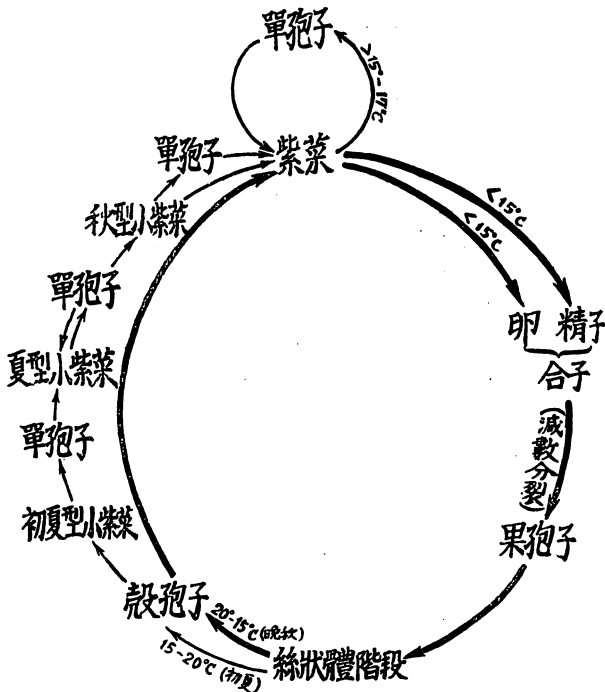 單孢子
>15°-17°C
單孢子
紫菜
秋型小紫菜
<15°C
<15°C
單孢子
卵 精子
合子
夏型小紫菜
單孢子
(減數分裂)
初夏型小紫菜
果孢子
殼孢子
20°-15°C(晚秋)
15-20°C(初夏)
絲狀體階段